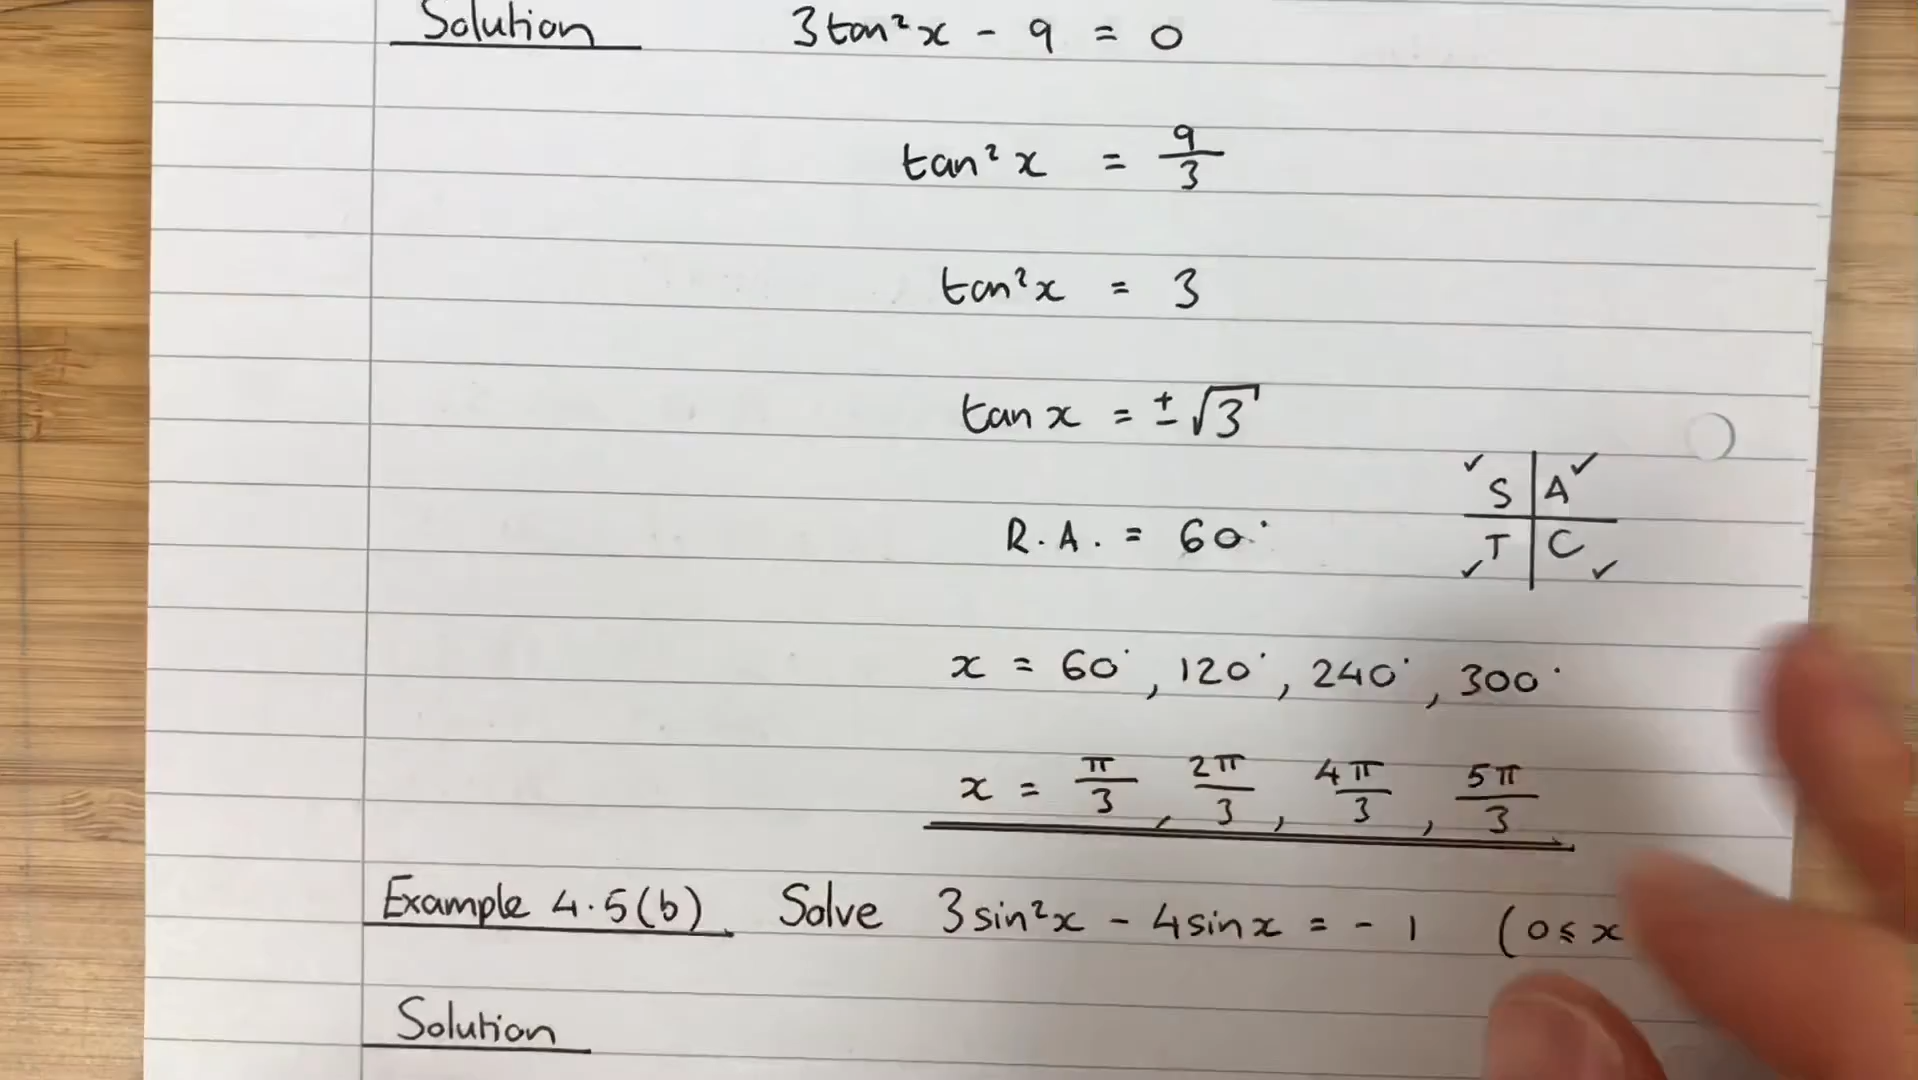 Solution 3tan²x - 9 = 0
tan²x = 9/3
tan²x = 3
tan x = ±√3
✓ S | A ✓
R.A. = 60°
✓ T | C ✓
x = 60°, 120°, 240°, 300°
x = π/3, 2π/3, 4π/3, 5π/3
Example 4.5(b) Solve 3sin²x - 4sinx = - 1 (0≤x
Solution